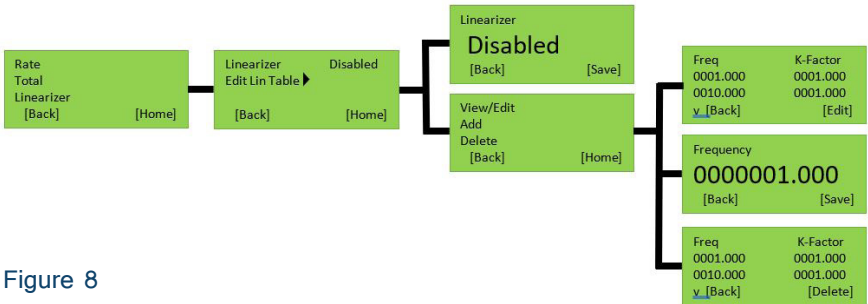 Rate
Total
Linearizer
[Back] [Home]
Linearizer Disabled
Edit Lin Table
[Back] [Home]
Linearizer
Disabled
[Back] [Save]
View/Edit
Add
Delete
[Back] [Home]
Freq K-Factor
0001.000 0001.000
0010.000 0001.000
v [Back] [Edit]
Frequency
0000001.000
[Back] [Save]
Freq K-Factor
0001.000 0001.000
0010.000 0001.000
v [Back] [Delete]
Figure 8